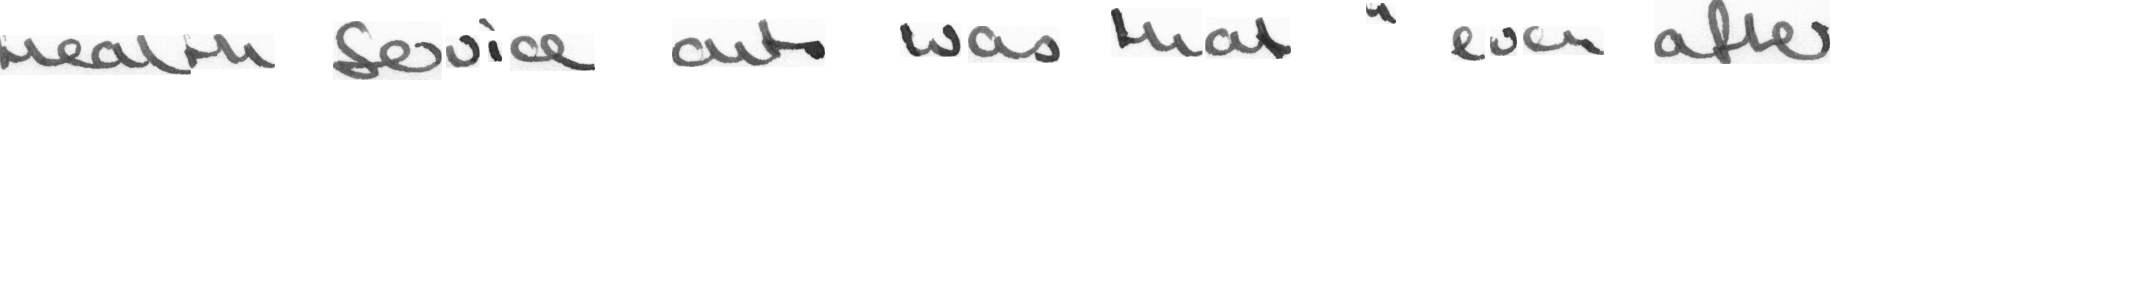 Health Service cuts was that " even after